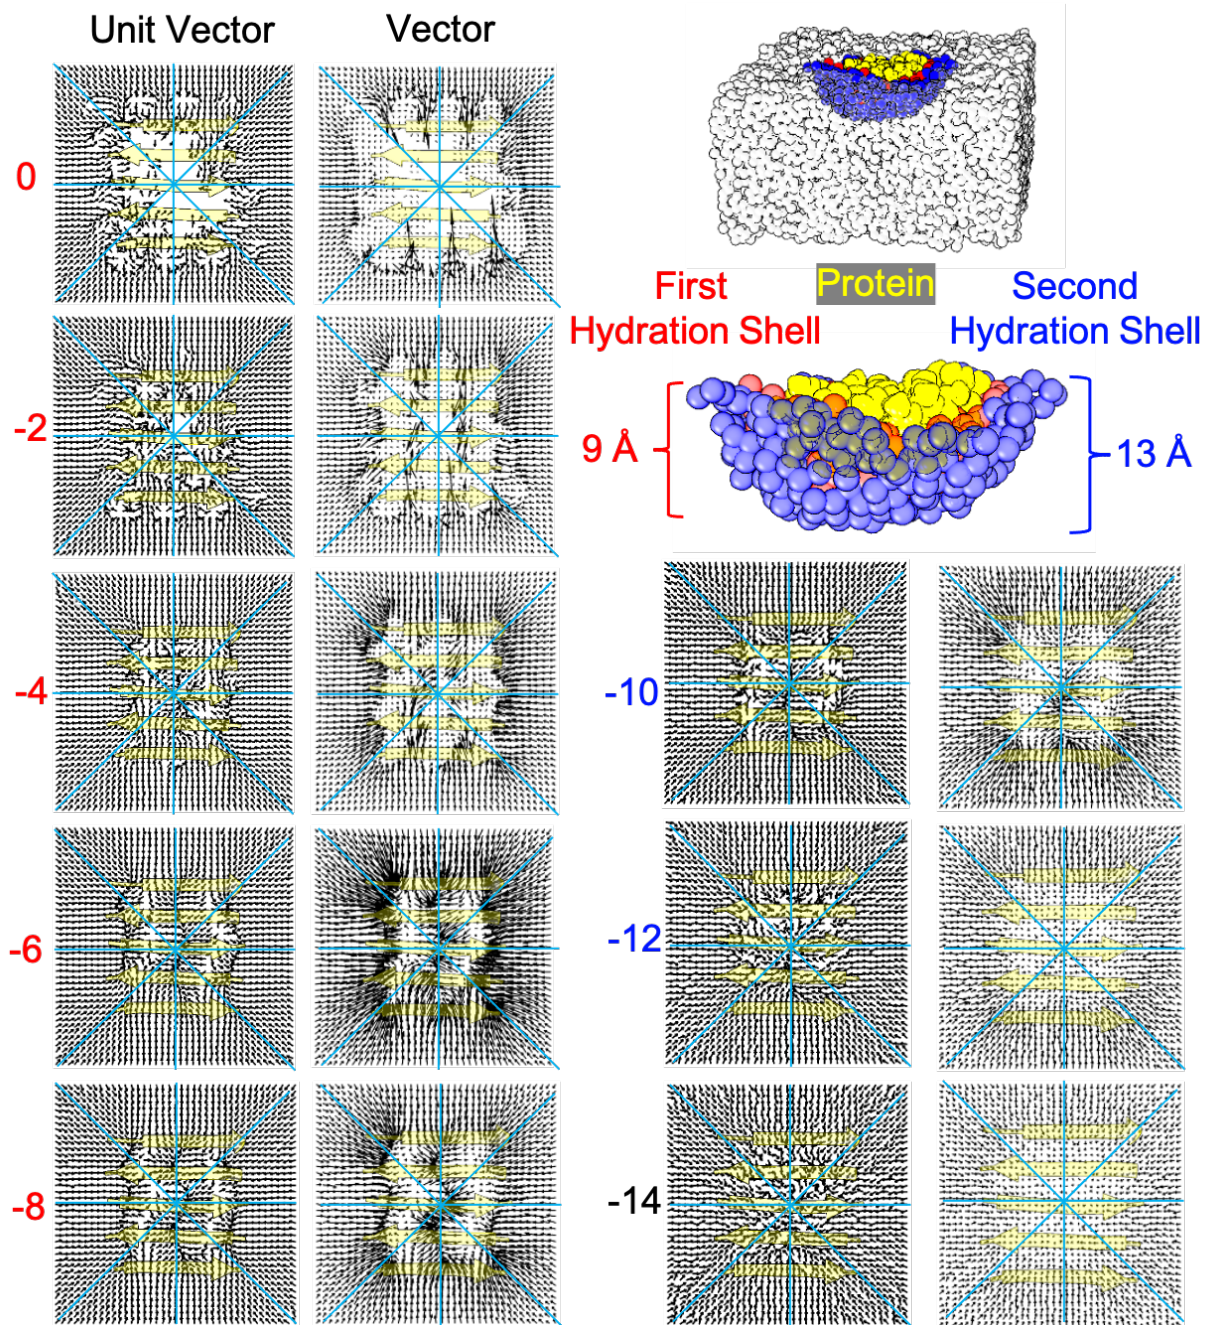 Unit Vector
Vector
0
-2
-4
-6
-8
First
Protein
Second
Hydration Shell
Hydration Shell
9 Å
13 Å
-10
-12
-14